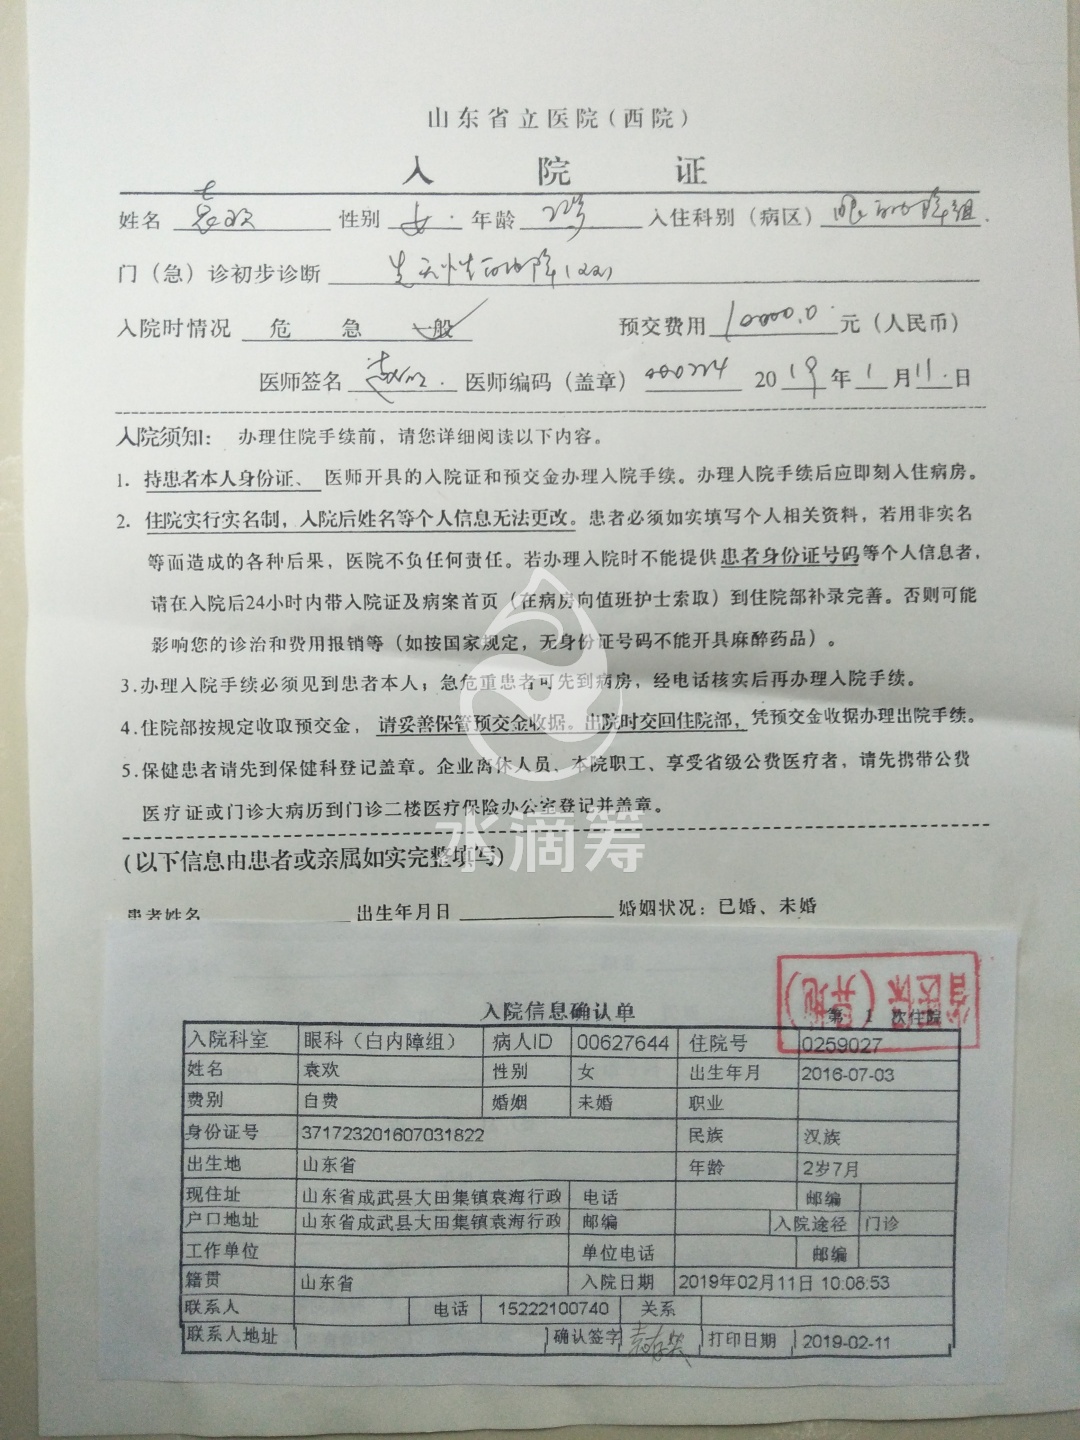 山东省立医院（西院）
入 院 证
姓名 袁欢 性别 女. 年龄 入住科别（病区） 眼白内障组.
门（急）诊初步诊断 先天性白内障(双)
入院时情况 危 急 一般 预交费用 10000.0 元（人民币）
医师签名 医师编码（盖章） 000224 2019年1月11.日
入院须知： 办理住院手续前，请您详细阅读以下内容。
1. 持患者本人身份证、 医师开具的入院证和预交金办理入院手续。办理人院手续后应即刻入住病房。
2. 住院实行实名制，入院后姓名等个人信息无法更改。患者必须如实填写个人相关资料，若用非实名
等而造成的各种后果，医院不负任何责任。若办理入院时不能提供患者身份证号码等个人信息者，
请在入院后24小时内带入院证及病案首页（在病房向值班护士索取）到住院部补录完善。否则可能
影响您的诊治和费用报销等（如按国家规定，无身份证号码不能开具麻醉药品）。
3.办理入院手续必须见到患者本人；急危重患者可先到病房，经电话核实后再办理入院手续。
4.住院部按规定收取预交金， 请妥善保管预交金收据。出院时交回住院部，凭预交金收据办理出院手续。
5.保健患者请先到保健科登记盖章。企业离休人员、本院职工、享受省级公费医疗者，请先携带公费
医疗证或门诊大病历到门诊二楼医疗保险办公室登记并盖章。
水滴筹
（以下信息由患者或亲属如实完整填写）
患者姓名 出生年月日 婚姻状况：已婚、未婚
省医保(异地)
入院信息确认单 第 1 次住院
入院科室 眼科（白内障组） 病人ID 00627644 住院号 0259027
姓名 袁欢 性别 女 出生年月 2016-07-03
费别 自费 婚姻 未婚 职业
身份证号 371723201607031822 民族 汉族
出生地 山东省 年龄 2岁7月
现住址 山东省成武县大田集镇袁海行政 电话 邮编
户口地址 山东省成武县大田集镇袁海行政 邮编 入院途径 门诊
工作单位 单位电话 邮编
籍贯 山东省 入院日期 2019年02月11日 10:06:53
联系人 电话 15222100740 关系
联系人地址 确认签字 打印日期 2019-02-11